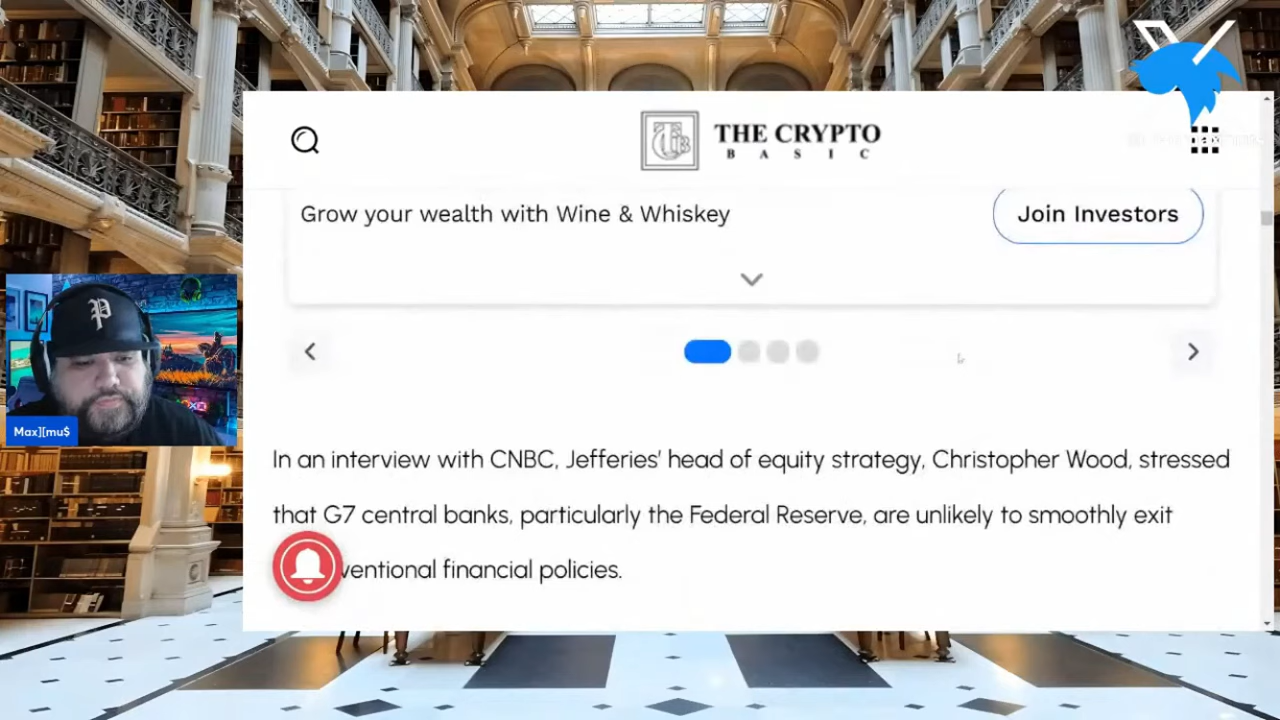 THE CRYPTO
BASIC
Grow your wealth with Wine & Whiskey
Join Investors
Max][mu$
In an interview with CNBC, Jefferies' head of equity strategy, Christopher Wood, stressed
that G7 central banks, particularly the Federal Reserve, are unlikely to smoothly exit
ventional financial policies.